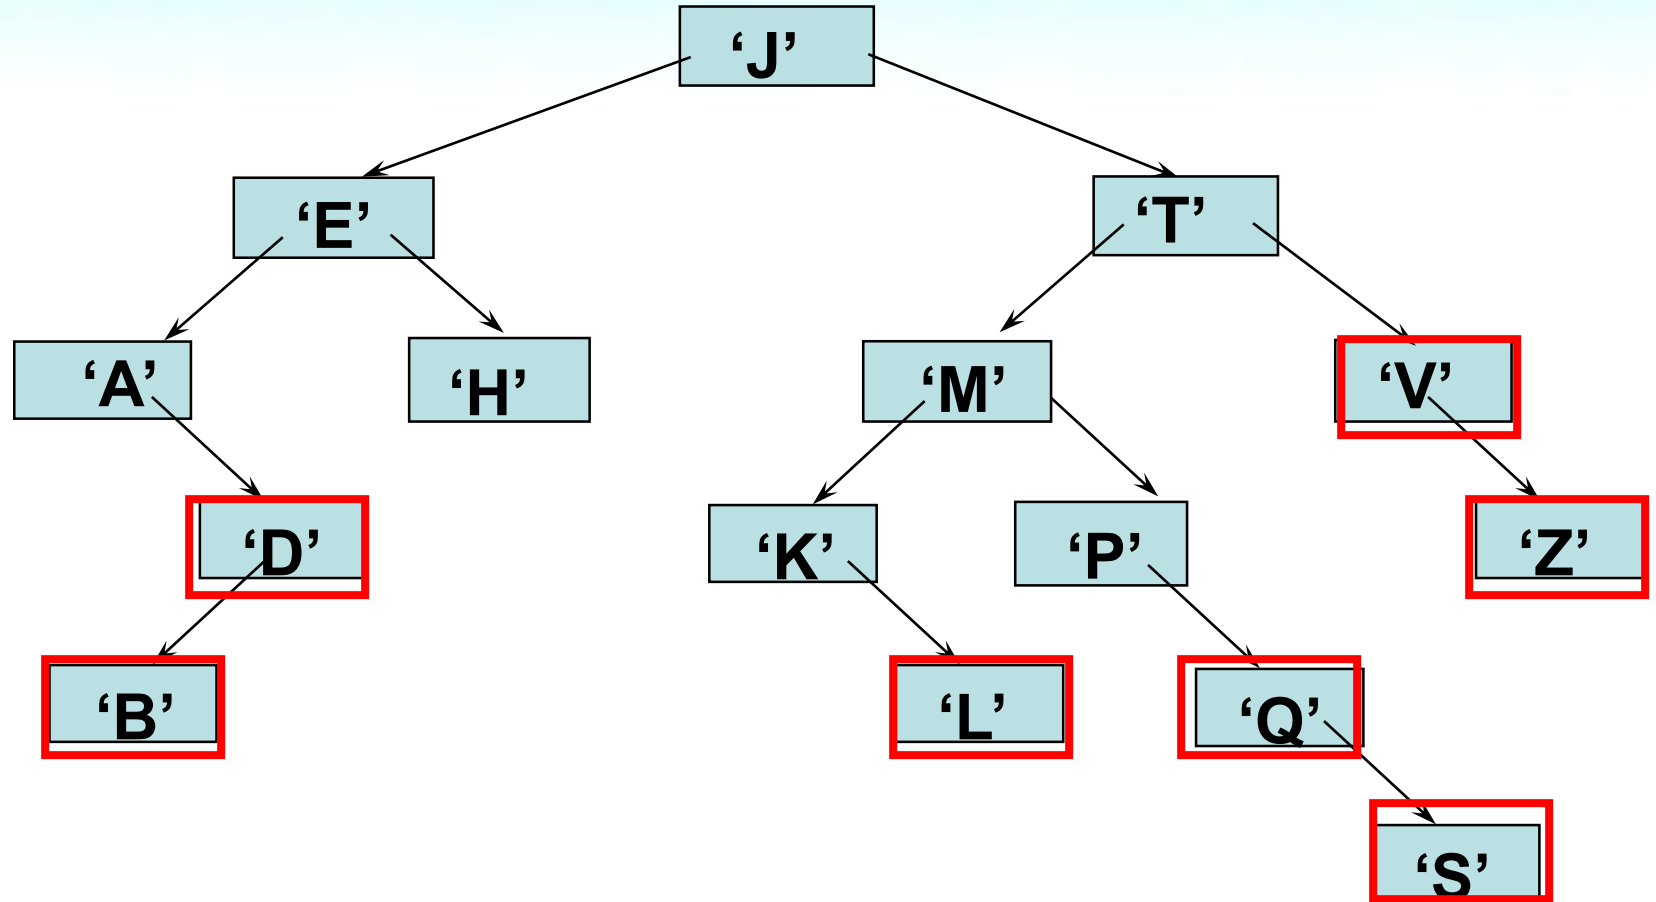 ‘J’
‘E’
‘T’
‘A’
‘H’
‘M’
‘V’
‘D’
‘K’
‘P’
‘Z’
‘B’
‘L’
‘Q’
‘S’